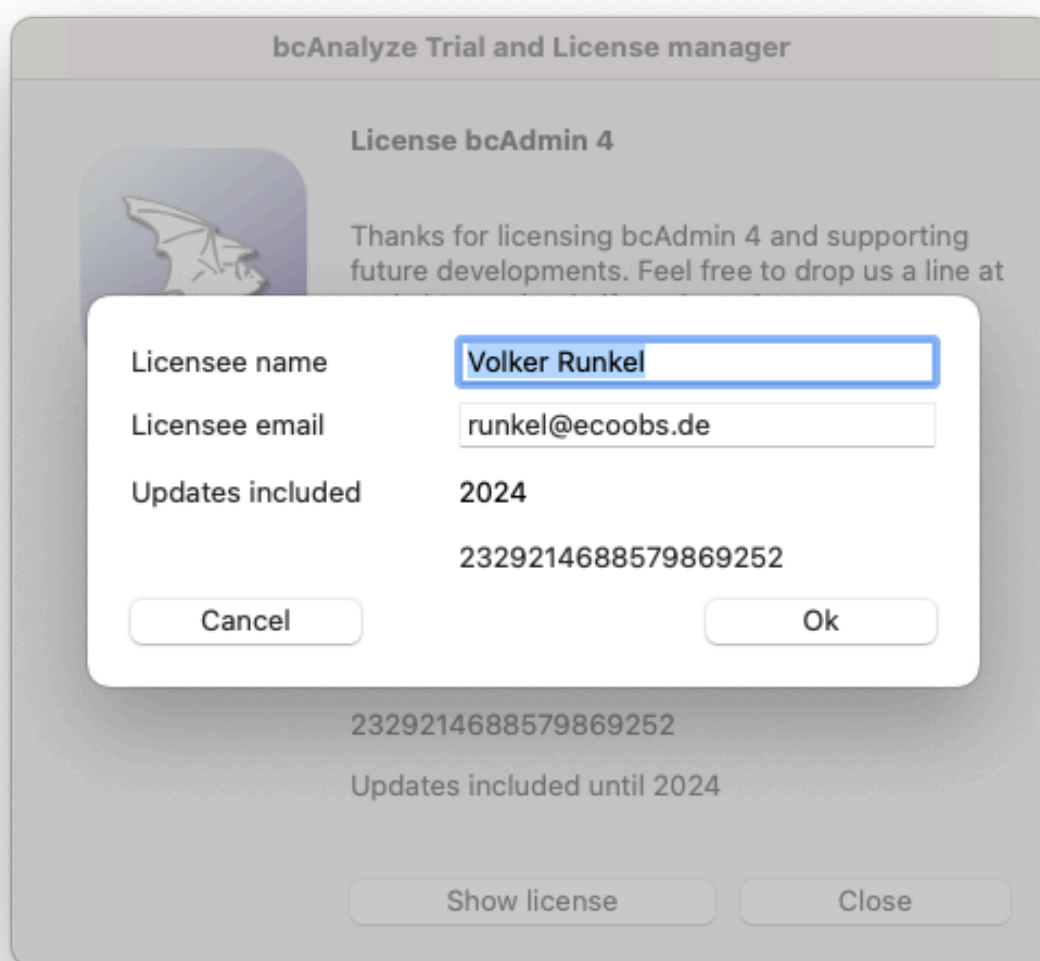 bcAnalyze Trial and License manager
License bcAdmin 4
Thanks for licensing bcAdmin 4 and supporting
future developments. Feel free to drop us a line at
Licensee name Volker Runkel
Licensee email runkel@ecoobs.de
Updates included 2024
2329214688579869252
Cancel Ok
2329214688579869252
Updates included until 2024
Show license Close